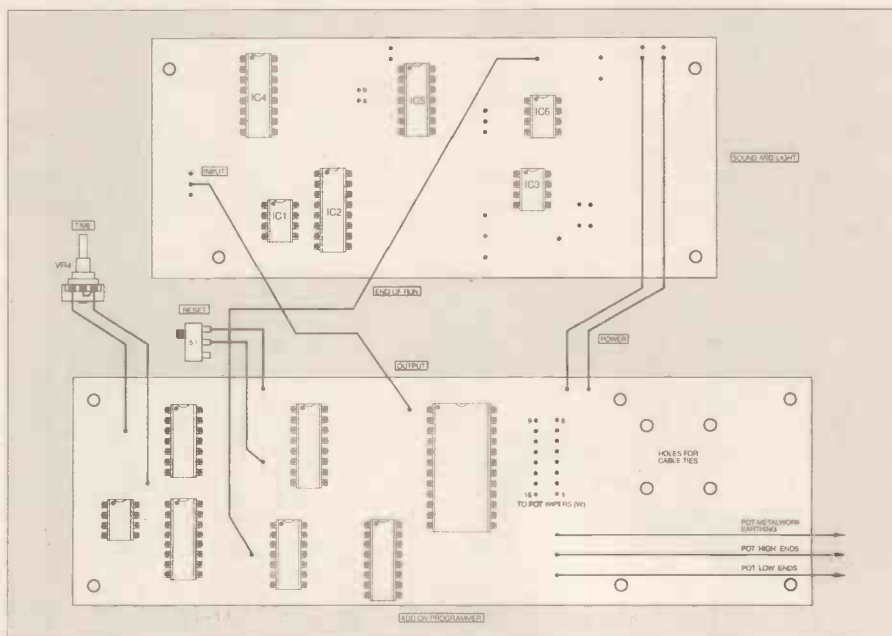 IC4
b
a
IC5
IC6
SOUND AND LIGHT
INPUT
IC1
IC2
IC3
TIME
VR4
END OF RUN
RESET
S1
POWER
OUTPUT
9
8
HOLES FOR
CABLE TIES
16
1
TO POT WIPERS (W)
POT METALWORK
EARTHING
POT HIGH ENDS
POT LOW ENDS
ADD ON PROGRAMMER